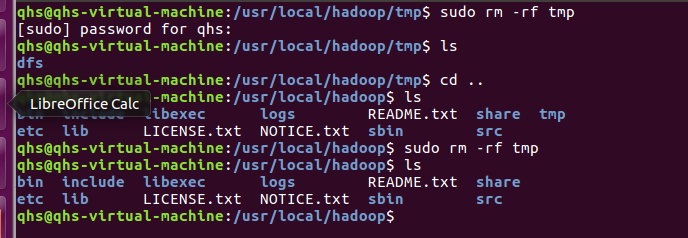 qhs@qhs-virtual-machine:/usr/local/hadoop/tmp$ sudo rm -rf tmp
[sudo] password for qhs:
qhs@qhs-virtual-machine:/usr/local/hadoop/tmp$ ls
dfs
qhs@qhs-virtual-machine:/usr/local/hadoop/tmp$ cd ..
LibreOffice Calc
hine:/usr/local/hadoop$ ls
bin include libexec logs README.txt share tmp
etc lib LICENSE.txt NOTICE.txt sbin src
qhs@qhs-virtual-machine:/usr/local/hadoop$ sudo rm -rf tmp
qhs@qhs-virtual-machine:/usr/local/hadoop$ ls
bin include libexec logs README.txt share
etc lib LICENSE.txt NOTICE.txt sbin src
qhs@qhs-virtual-machine:/usr/local/hadoop$